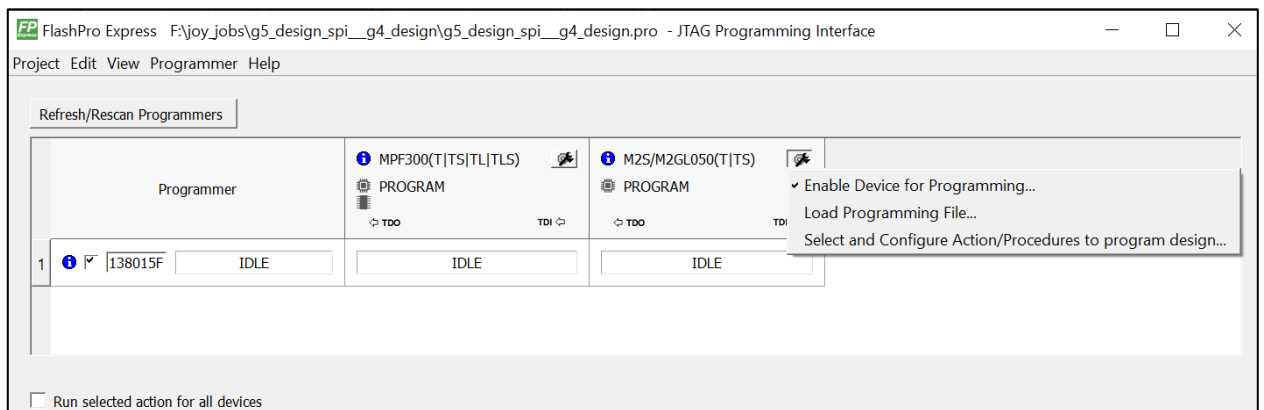 FP FlashPro Express F:\joy_jobs\g5_design_spi__g4_design\g5_design_spi__g4_design.pro - JTAG Programming Interface
Project Edit View Programmer Help
Refresh/Rescan Programmers
Programmer
MPF300(T|TS|TL|TLS)
PROGRAM
TDO TDI
M2S/M2GL050(T|TS)
PROGRAM
TDO TDI
Enable Device for Programming...
Load Programming File...
Select and Configure Action/Procedures to program design...
1 138015F IDLE IDLE IDLE
Run selected action for all devices